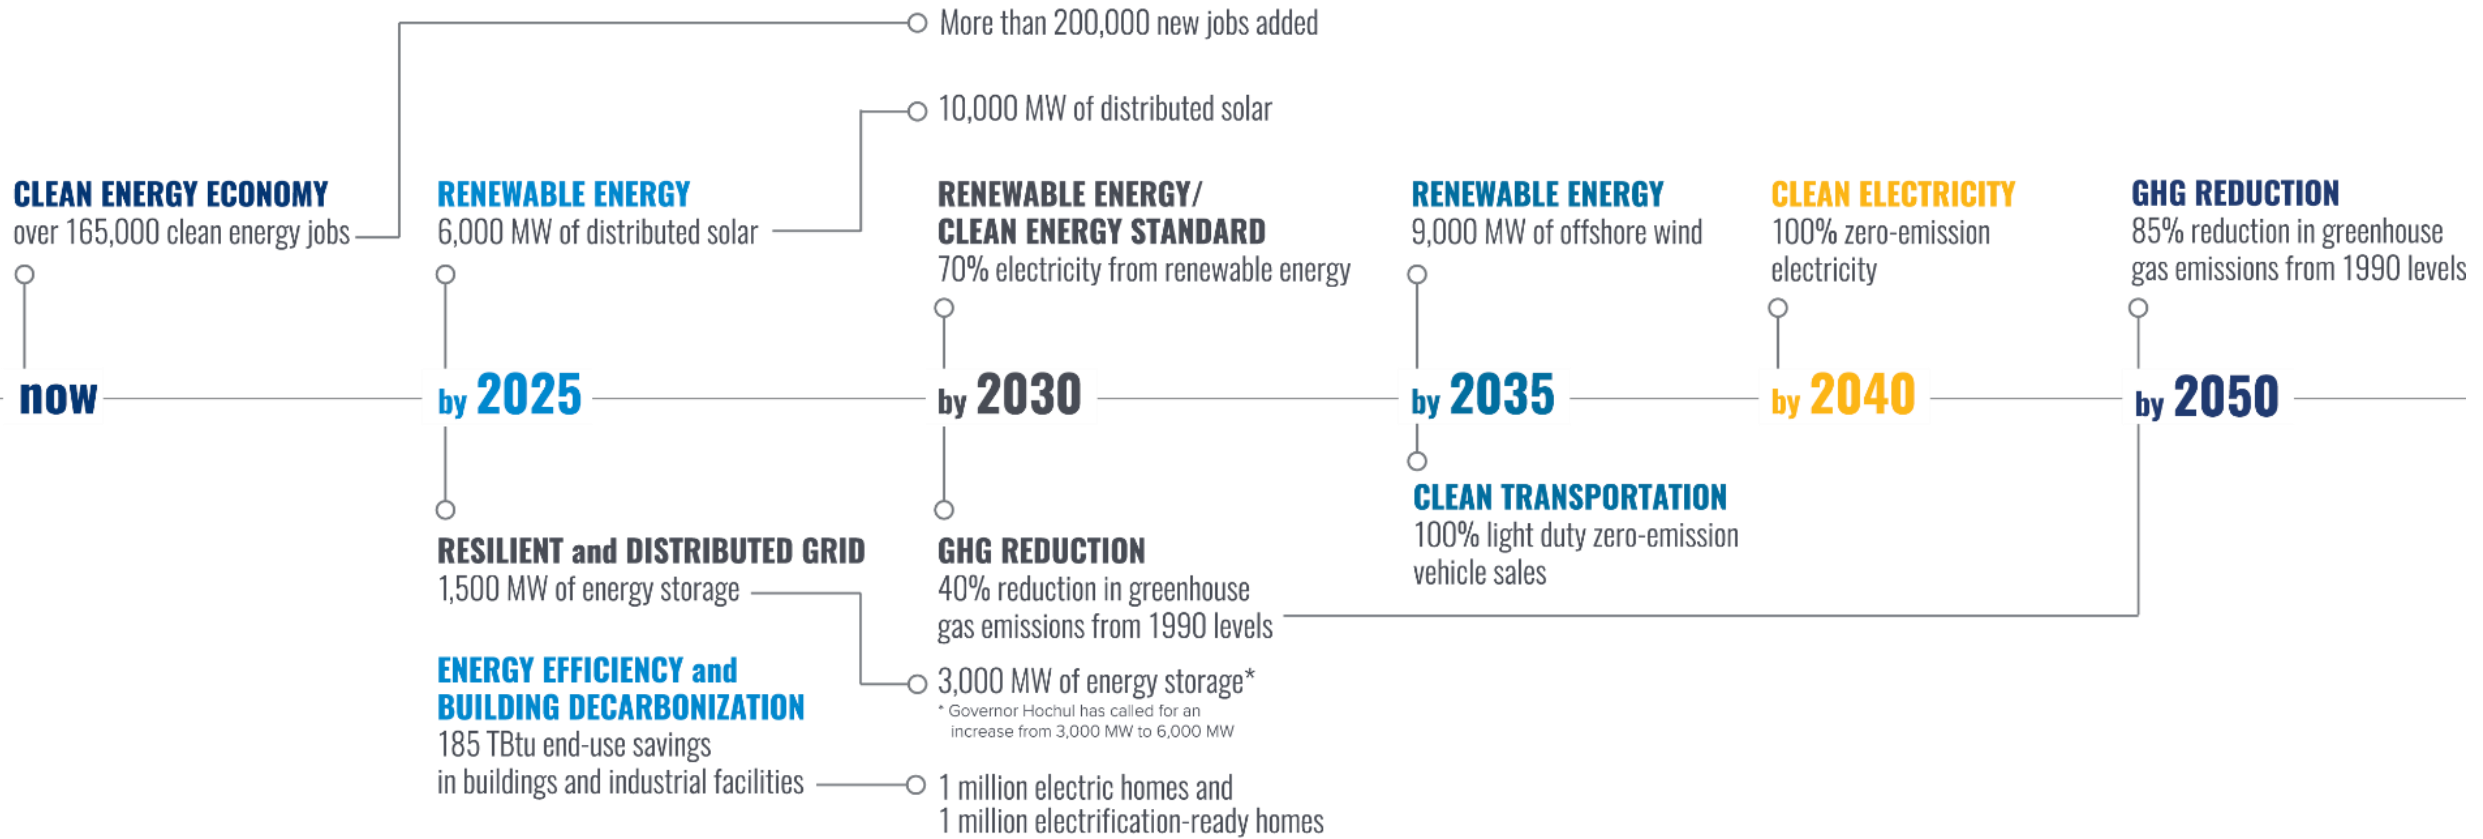 More than 200,000 new jobs added
10,000 MW of distributed solar
CLEAN ENERGY ECONOMY
over 165,000 clean energy jobs
RENEWABLE ENERGY
6,000 MW of distributed solar
RENEWABLE ENERGY/
CLEAN ENERGY STANDARD
70% electricity from renewable energy
RENEWABLE ENERGY
9,000 MW of offshore wind
CLEAN ELECTRICITY
100% zero-emission
electricity
GHG REDUCTION
85% reduction in greenhouse
gas emissions from 1990 levels
now
by 2025
by 2030
by 2035
by 2040
by 2050
RESILIENT and DISTRIBUTED GRID
1,500 MW of energy storage
ENERGY EFFICIENCY and
BUILDING DECARBONIZATION
185 TBtu end-use savings
in buildings and industrial facilities
GHG REDUCTION
40% reduction in greenhouse
gas emissions from 1990 levels
3,000 MW of energy storage*
* Governor Hochul has called for an
increase from 3,000 MW to 6,000 MW
1 million electric homes and
1 million electrification-ready homes
CLEAN TRANSPORTATION
100% light duty zero-emission
vehicle sales